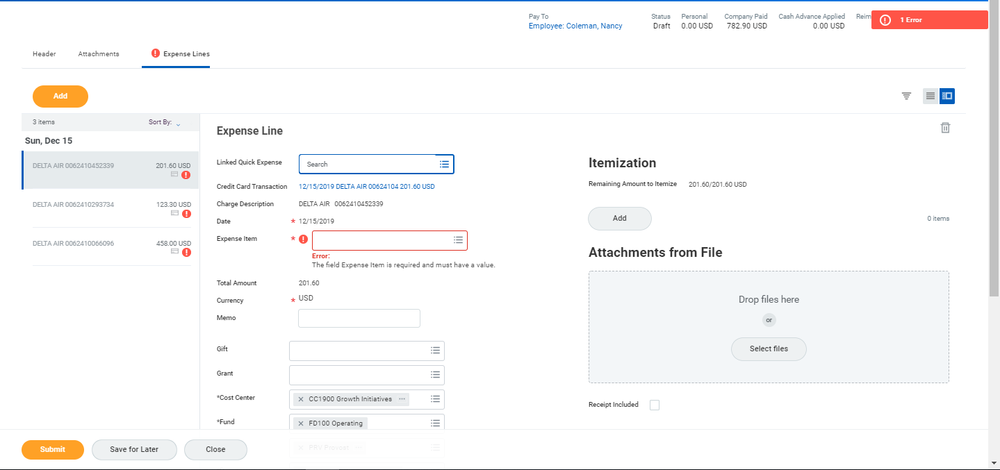 Pay To
Employee: Coleman, Nancy
Status
Draft
Personal
0.00 USD
Company Paid
782.90 USD
Cash Advance Applied
0.00 USD
Reim
1 Error
Header
Attachments
Expense Lines
Add
3 items
Sort By:
Sun, Dec 15
DELTA AIR 0062410452339
201.60 USD
DELTA AIR 0062410293734
123.30 USD
DELTA AIR 0062410066096
458.00 USD
Expense Line
Linked Quick Expense
Search
Credit Card Transaction
12/15/2019 DELTA AIR 00624104 201.60 USD
Charge Description
DELTA AIR 0062410452339
Date
* 12/15/2019
Expense Item
*
Error:
The field Expense Item is required and must have a value.
Total Amount
201.60
Currency
* USD
Memo
Gift
Grant
*Cost Center
CC1900 Growth Initiatives
*Fund
FD100 Operating
PRV Provost
Itemization
Remaining Amount to Itemize
201.60/201.60 USD
Add
0 items
Attachments from File
Drop files here
or
Select files
Receipt Included
Submit
Save for Later
Close